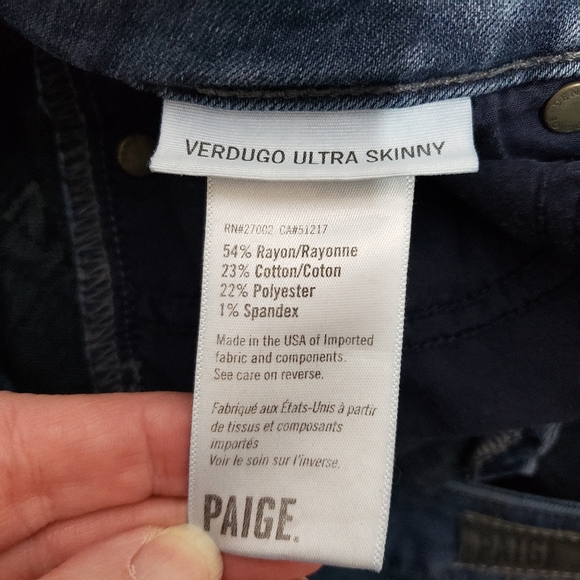 VERDUGO ULTRA SKINNY
RN#27002 CA#51217
54% Rayon/Rayonne
23% Cotton/Coton
22% Polyester
1% Spandex
Made in the USA of Imported
fabric and components.
See care on reverse.
Fabriqué aux États-Unis à partir
de tissus et composants
importés
Voir le soin sur l'inverse.
PAIGE.
PAIGE